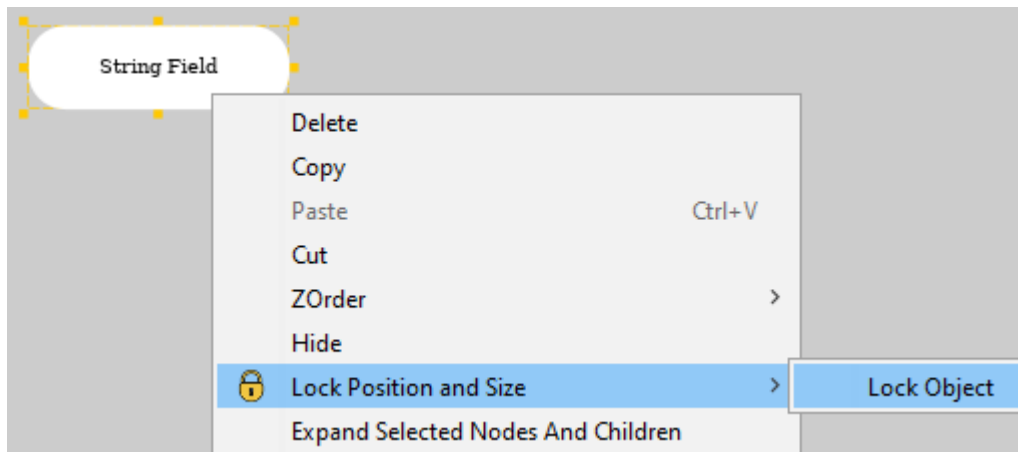 String Field
Delete
Copy
Paste Ctrl+V
Cut
ZOrder
Hide
Lock Position and Size
Lock Object
Expand Selected Nodes And Children